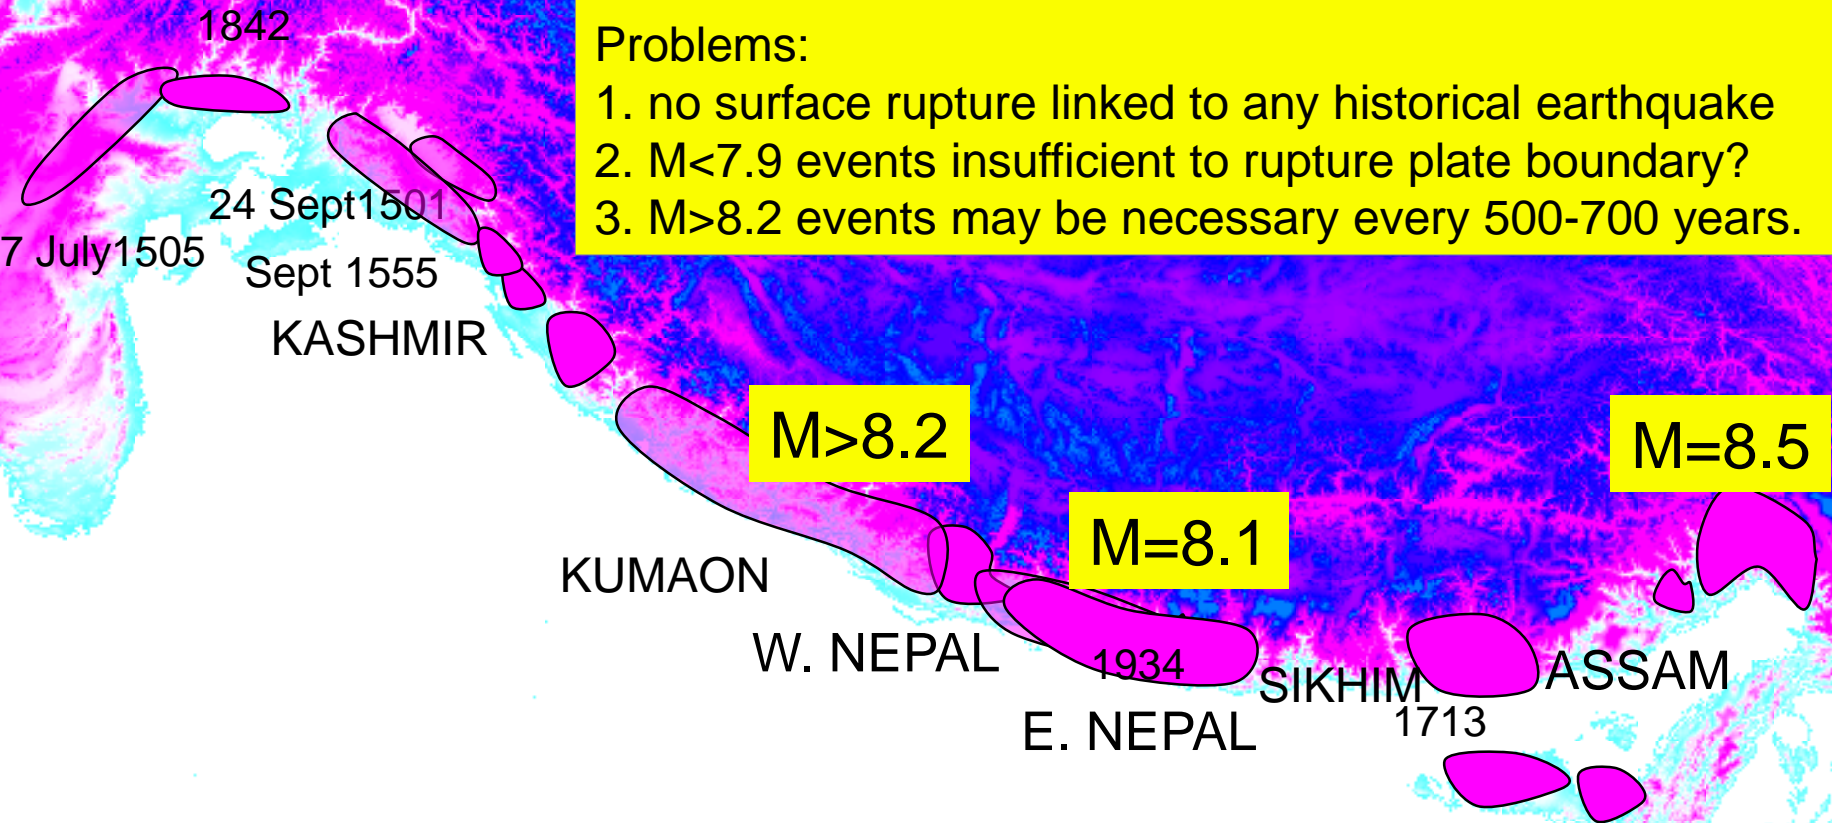 1842
Problems:
1. no surface rupture linked to any historical earthquake
2. M<7.9 events insufficient to rupture plate boundary?
3. M>8.2 events may be necessary every 500-700 years.
24 Sept1501
7 July1505
Sept 1555
KASHMIR
M>8.2
M=8.5
M=8.1
KUMAON
W. NEPAL
1934
SIKHIM
ASSAM
1713
E. NEPAL